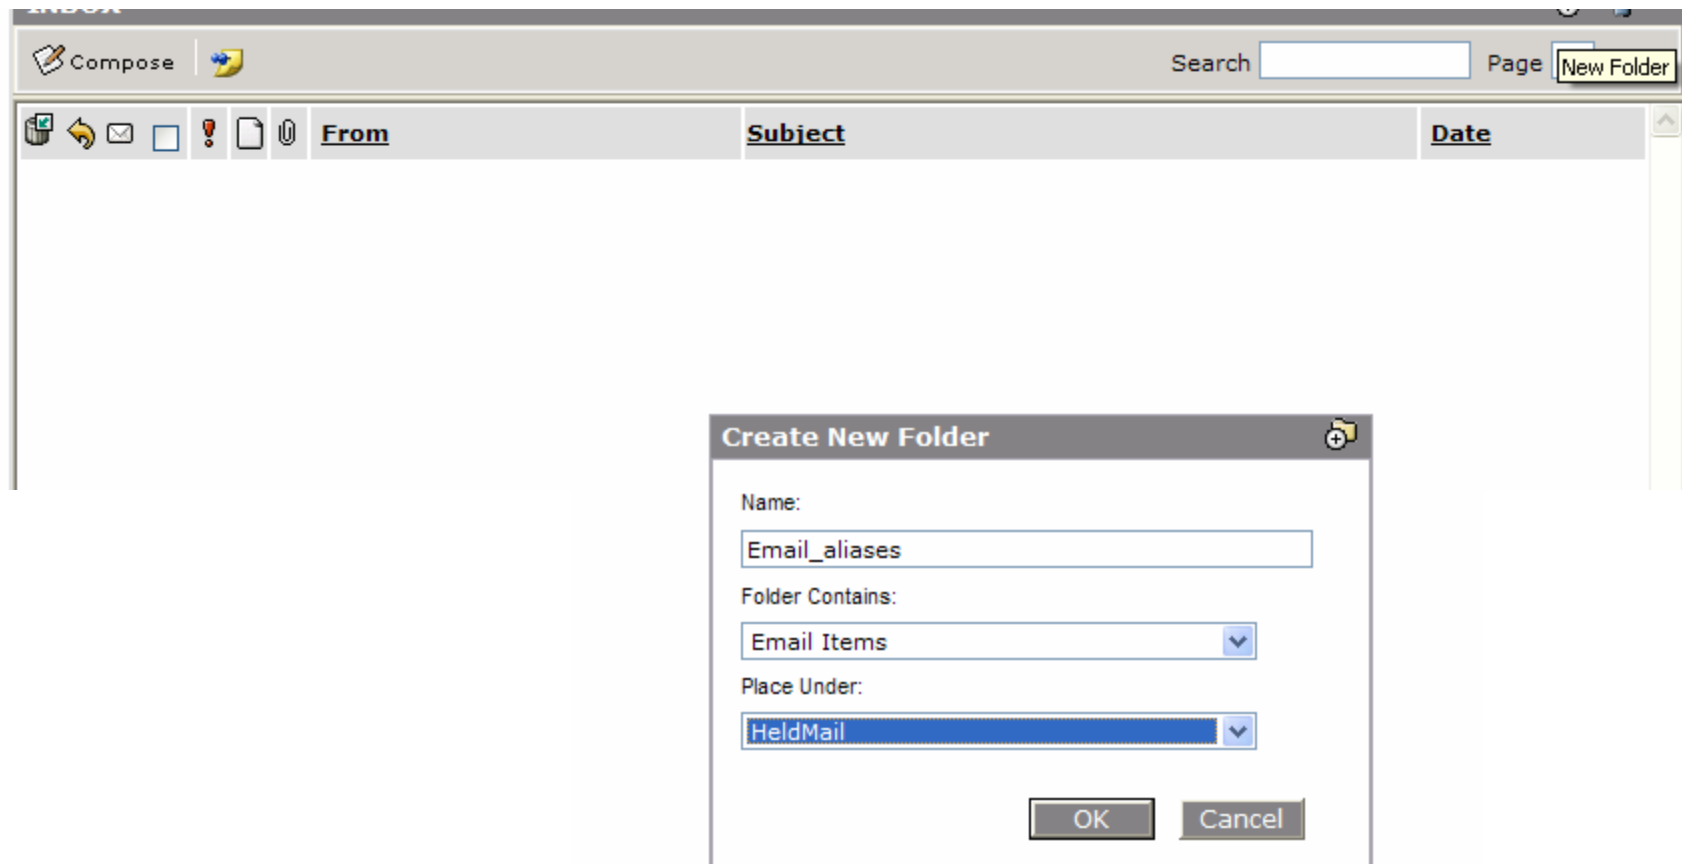 INBOX
Compose Search Page New Folder
From Subject Date
Create New Folder
Name:
Email_aliases
Folder Contains:
Email Items
Place Under:
HeldMail
OK Cancel